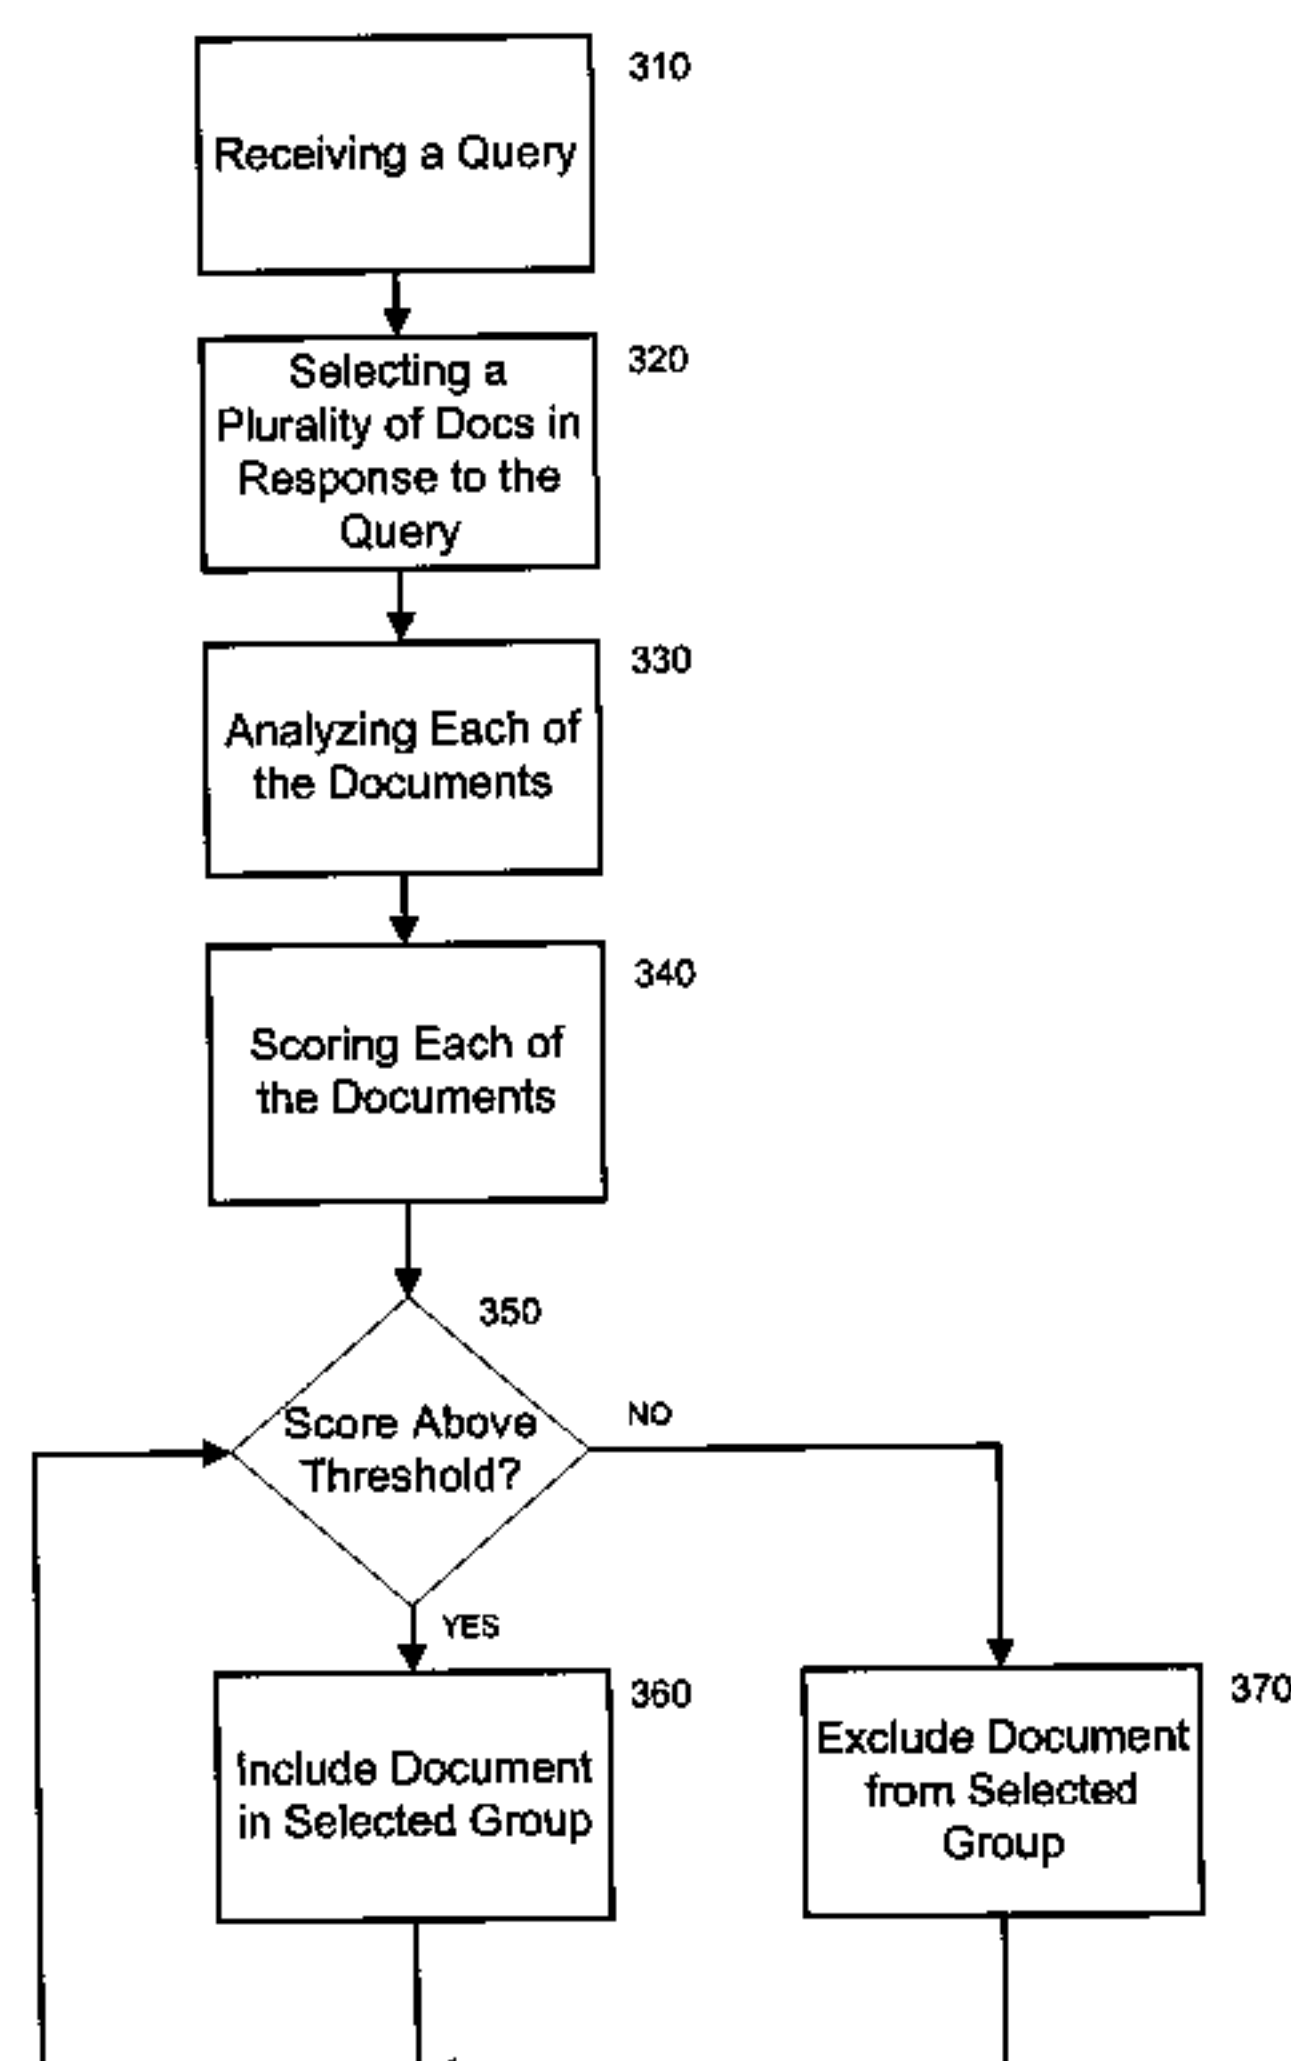 310
Receiving a Query
320
Selecting a
Plurality of Docs in
Response to the
Query
330
Analyzing Each of
the Documents
340
Scoring Each of
the Documents
350
Score Above
Threshold?
NO
YES
360
Include Document
in Selected Group
370
Exclude Document
from Selected
Group